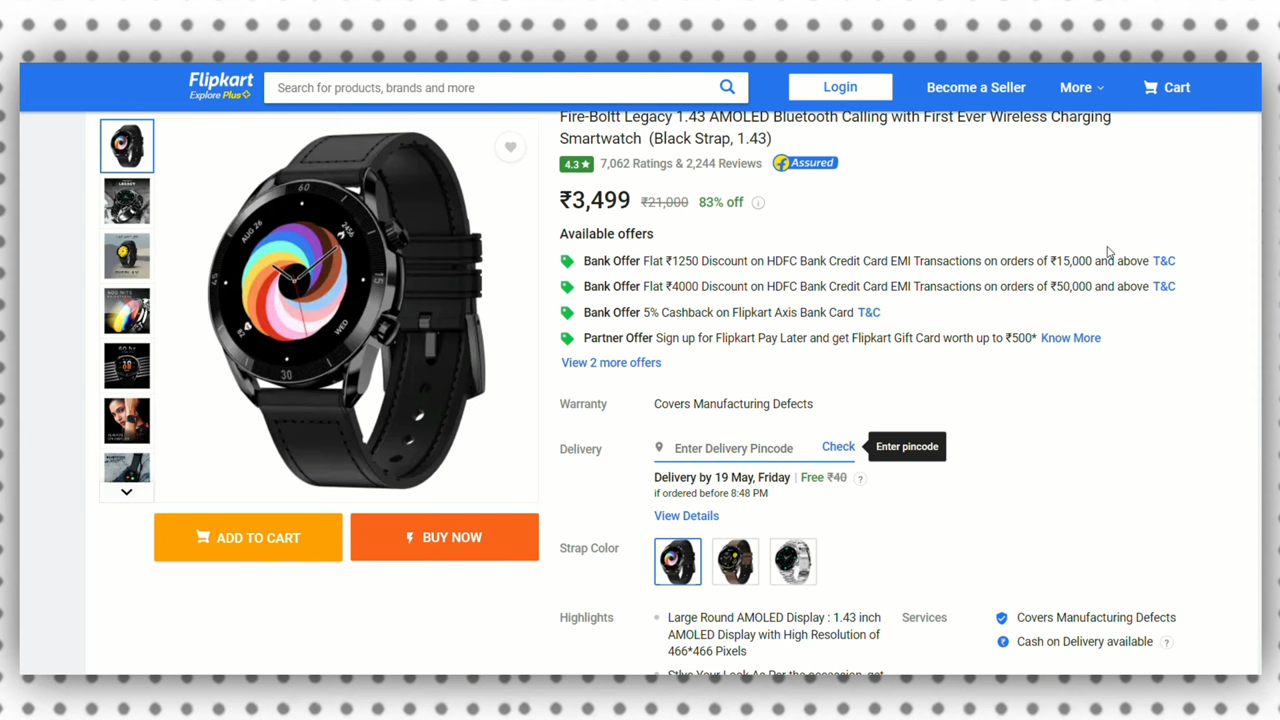 Flipkart
Explore Plus
Search for products, brands and more
Login
Become a Seller
More
Cart
Fire-Boltt Legacy 1.43 AMOLED Bluetooth Calling with First Ever Wireless Charging
Smartwatch (Black Strap, 1.43)
4.3★ 7,062 Ratings & 2,244 Reviews Assured
₹3,499 ₹21,000 83% off
Available offers
Bank Offer Flat ₹1250 Discount on HDFC Bank Credit Card EMI Transactions on orders of ₹15,000 and above T&C
Bank Offer Flat ₹4000 Discount on HDFC Bank Credit Card EMI Transactions on orders of ₹50,000 and above T&C
Bank Offer 5% Cashback on Flipkart Axis Bank Card T&C
Partner Offer Sign up for Flipkart Pay Later and get Flipkart Gift Card worth up to ₹500* Know More
View 2 more offers
Warranty Covers Manufacturing Defects
Delivery Enter Delivery Pincode Check Enter pincode
Delivery by 19 May, Friday | Free ₹40 ?
if ordered before 8:48 PM
View Details
Strap Color
Highlights
Large Round AMOLED Display : 1.43 inch
AMOLED Display with High Resolution of
466*466 Pixels
Services
Covers Manufacturing Defects
Cash on Delivery available ?
60
AUG 26
2456
15
WED
30
45
ADD TO CART
BUY NOW